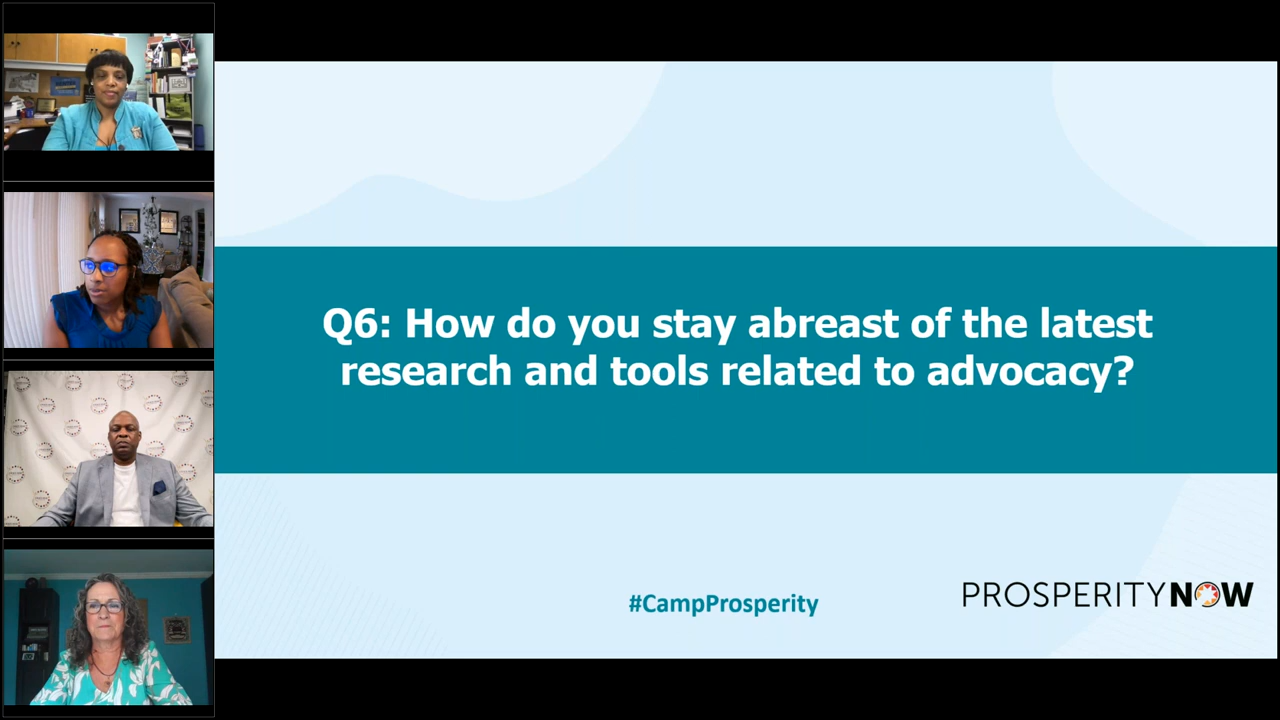 Q6: How do you stay abreast of the latest
research and tools related to advocacy?
#CampProsperity
PROSPERITYNOW